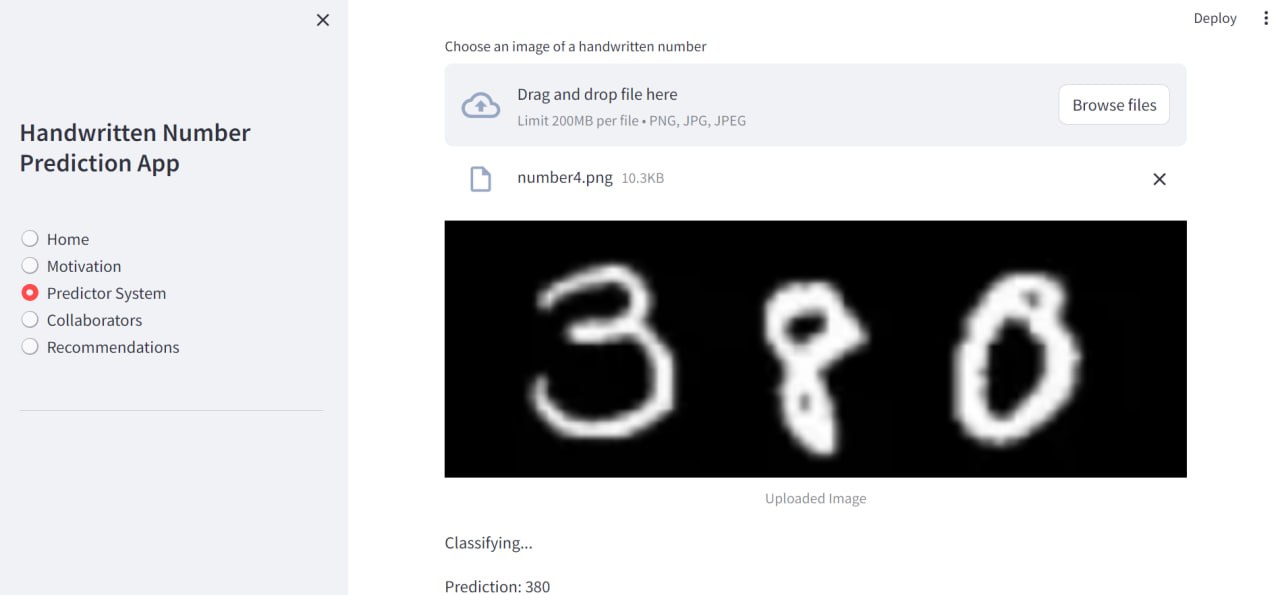 Deploy
Handwritten Number
Prediction App
Home
Motivation
Predictor System
Collaborators
Recommendations
Choose an image of a handwritten number
Drag and drop file here
Limit 200MB per file • PNG, JPG, JPEG
Browse files
number4.png 10.3KB
380
Uploaded Image
Classifying...
Prediction: 380